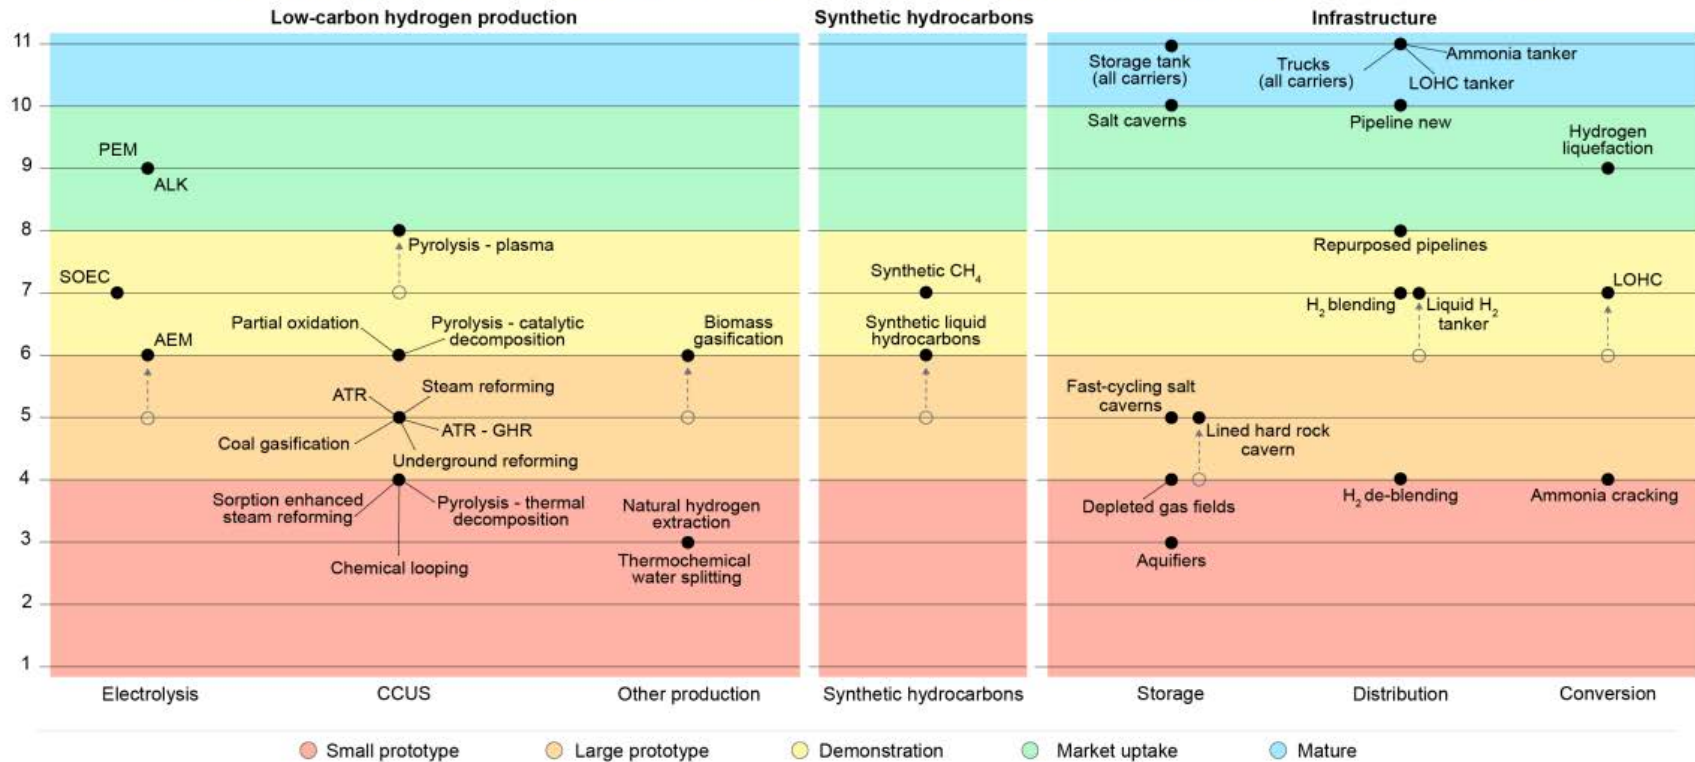 Low-carbon hydrogen production
Synthetic hydrocarbons
Infrastructure
11
10
9
8
7
6
5
4
3
2
1
PEM
ALK
SOEC
AEM
Pyrolysis - plasma
Partial oxidation
Pyrolysis - catalytic
decomposition
ATR
Steam reforming
Coal gasification
ATR - GHR
Underground reforming
Sorption enhanced
steam reforming
Pyrolysis - thermal
decomposition
Chemical looping
Biomass
gasification
Natural hydrogen
extraction
Thermochemical
water splitting
Synthetic CH₄
Synthetic liquid
hydrocarbons
Storage tank
(all carriers)
Salt caverns
Fast-cycling salt
caverns
Lined hard rock
cavern
Depleted gas fields
Aquifiers
Trucks
(all carriers)
Ammonia tanker
LOHC tanker
Pipeline new
Repurposed pipelines
H₂ blending
Liquid H₂
tanker
H₂ de-blending
Hydrogen
liquefaction
LOHC
Ammonia cracking
Electrolysis
CCUS
Other production
Synthetic hydrocarbons
Storage
Distribution
Conversion
Small prototype
Large prototype
Demonstration
Market uptake
Mature